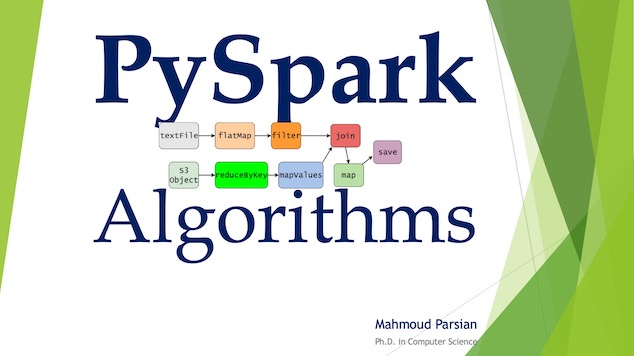 PySpark
textFile
flatMap
filter
join
save
s3
Object
reduceByKey
mapValues
map
Algorithms
Mahmoud Parsian
Ph.D. in Computer Science